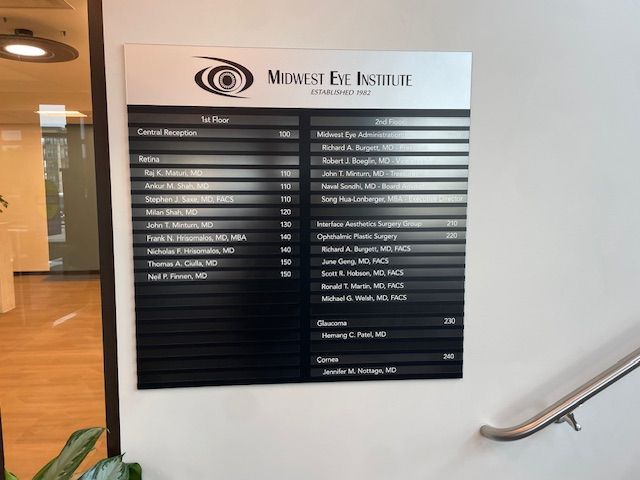 MIDWEST EYE INSTITUTE
ESTABLISHED 1982
1st Floor
Central Reception 100
Retina
Raj K. Maturi, MD 110
Ankur M. Shah, MD 110
Stephen J. Saxe, MD, FACS 110
Milan Shah, MD 120
John T. Minturn, MD 130
Frank N. Hrisomalos, MD, MBA 140
Nicholas F. Hrisomalos, MD 140
Thomas A. Ciulla, MD 150
Neil P. Finnen, MD 150
2nd Floor
Midwest Eye Administration
Richard A. Burgett, MD -
Robert J. Boeglin, MD -
John T. Minturn, MD - Treasurer
Naval Sondhi, MD - Board Advisor
Song Hua-Lonberger, MBA - Executive Director
Interface Aesthetics Surgery Group 210
Ophthalmic Plastic Surgery 220
Richard A. Burgett, MD, FACS
June Geng, MD, FACS
Scott R. Hobson, MD, FACS
Ronald T. Martin, MD, FACS
Michael G. Welsh, MD, FACS
Glaucoma 230
Hemang C. Patel, MD
Cornea 240
Jennifer M. Nottage, MD